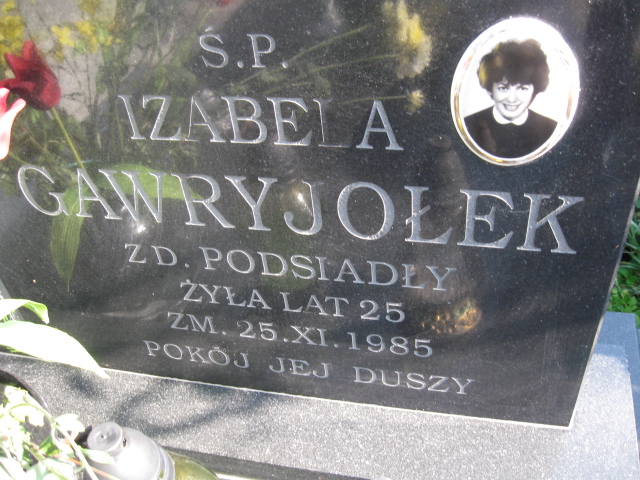 Ś.P.
IZABELA
GAWRYJOŁEK
ZD. PODSIADŁY
ŻYŁA LAT 25
ZM. 25.XI.1985
POKÓJ JEJ DUSZY